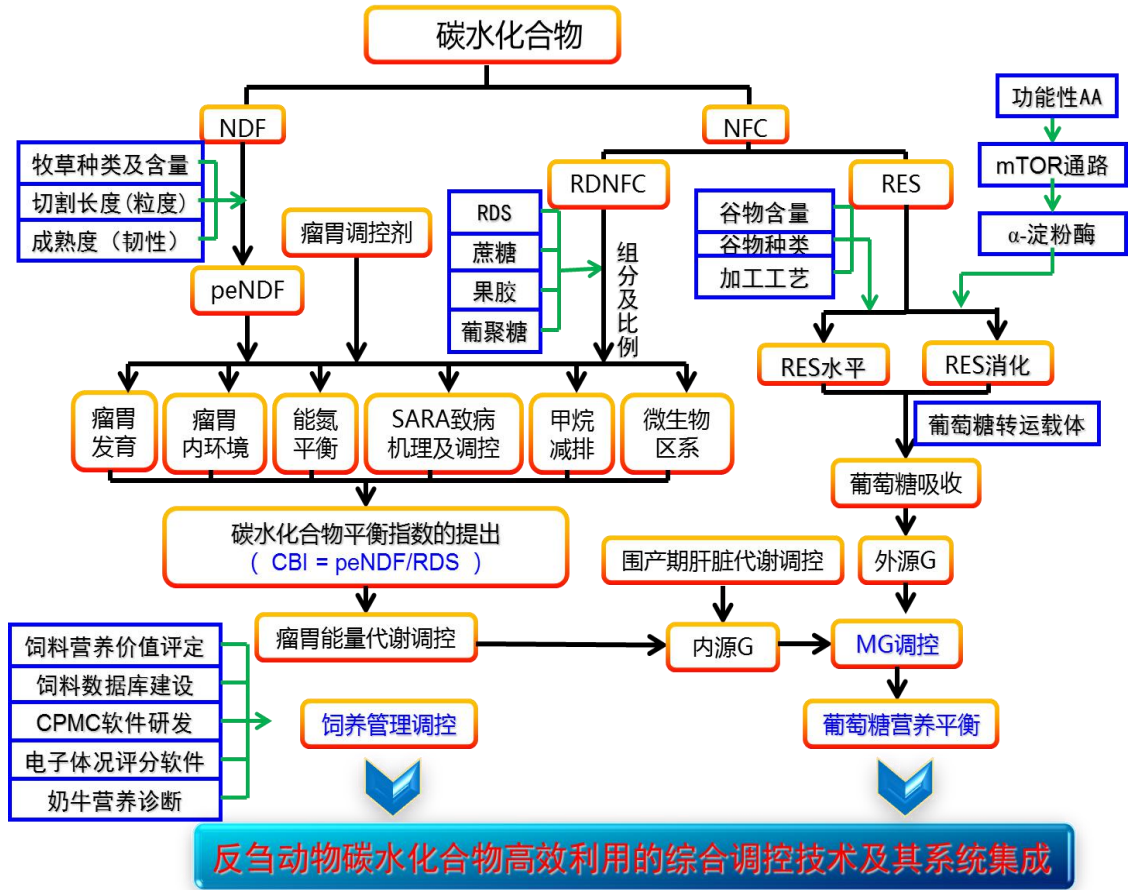 碳水化合物
NDF
NFC
功能性AA
牧草种类及含量
切割长度(粒度)
成熟度（韧性）
瘤胃调控剂
RDNFC
RES
mTOR通路
RDS
蔗糖
果胶
葡聚糖
组分及比例
谷物含量
谷物种类
加工工艺
α-淀粉酶
peNDF
RES水平
RES消化
瘤胃
发育
瘤胃
内环境
能氮
平衡
SARA致病
机理及调控
甲烷
减排
微生物
区系
葡萄糖转运载体
葡萄糖吸收
碳水化合物平衡指数的提出
（ CBI = peNDF/RDS ）
围产期肝脏代谢调控
外源G
瘤胃能量代谢调控
内源G
MG调控
饲料营养价值评定
饲料数据库建设
CPMC软件研发
电子体况评分软件
奶牛营养诊断
饲养管理调控
葡萄糖营养平衡
反刍动物碳水化合物高效利用的综合调控技术及其系统集成